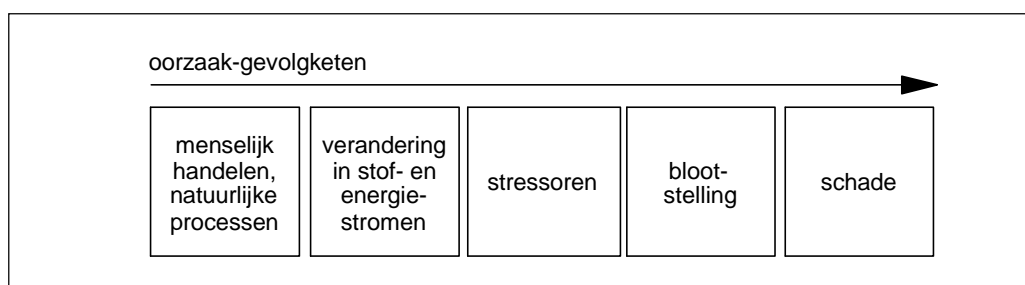 oorzaak-gevolgketen
menselijk
handelen,
natuurlijke
processen
verandering
in stof- en
energie-
stromen
stressoren
bloot-
stelling
schade